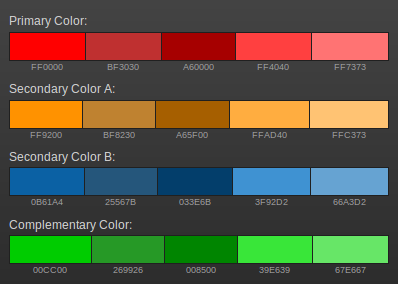 Primary Color:
FF0000 BF3030 A60000 FF4040 FF7373
Secondary Color A:
FF9200 BF8230 A65F00 FFAD40 FFC373
Secondary Color B:
0B61A4 25567B 033E6B 3F92D2 66A3D2
Complementary Color:
00CC00 269926 008500 39E639 67E667